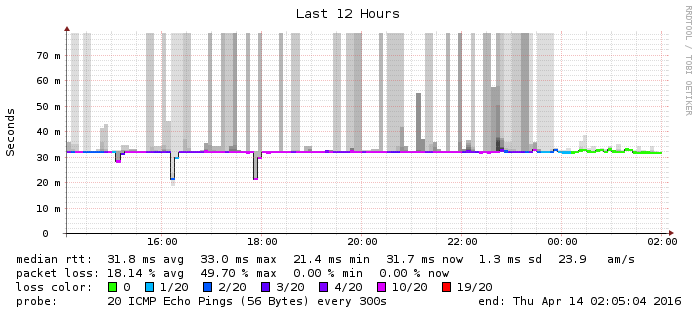 Last 12 Hours
RRDTOOL / TOBI OETIKER
Seconds
70 m
60 m
50 m
40 m
30 m
20 m
10 m
0
16:00 18:00 20:00 22:00 00:00 02:00
median rtt: 31.8 ms avg 33.0 ms max 21.4 ms min 31.7 ms now 1.3 ms sd 23.9 am/s
packet loss: 18.14 % avg 49.70 % max 0.00 % min 0.00 % now
loss color: 0 1/20 2/20 3/20 4/20 10/20 19/20
probe: 20 ICMP Echo Pings (56 Bytes) every 300s end: Thu Apr 14 02:05:04 2016